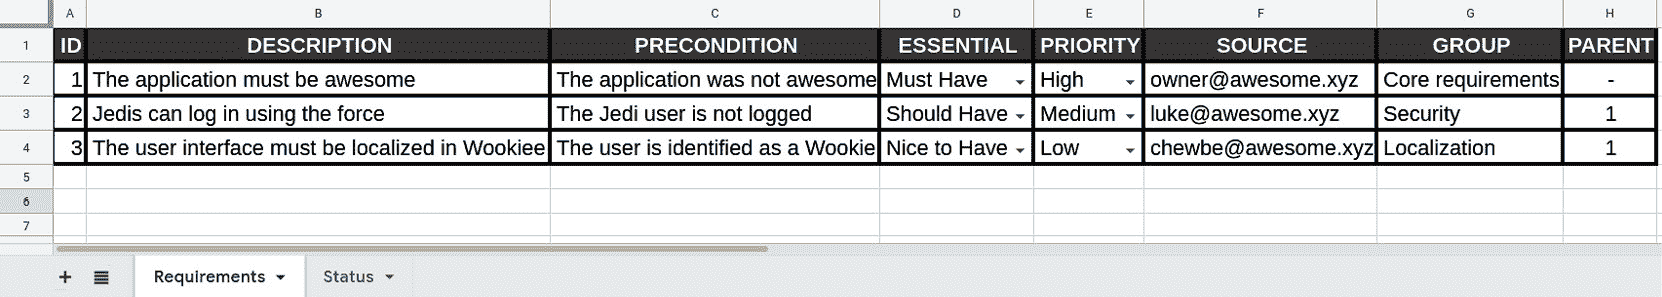 A B C D E F G H
1 ID DESCRIPTION PRECONDITION ESSENTIAL PRIORITY SOURCE GROUP PARENT
2 1 The application must be awesome The application was not awesome Must Have High owner@awesome.xyz Core requirements -
3 2 Jedis can log in using the force The Jedi user is not logged Should Have Medium luke@awesome.xyz Security 1
4 3 The user interface must be localized in Wookiee The user is identified as a Wookie Nice to Have Low chewbe@awesome.xyz Localization 1
5
6
7
+ Requirements Status